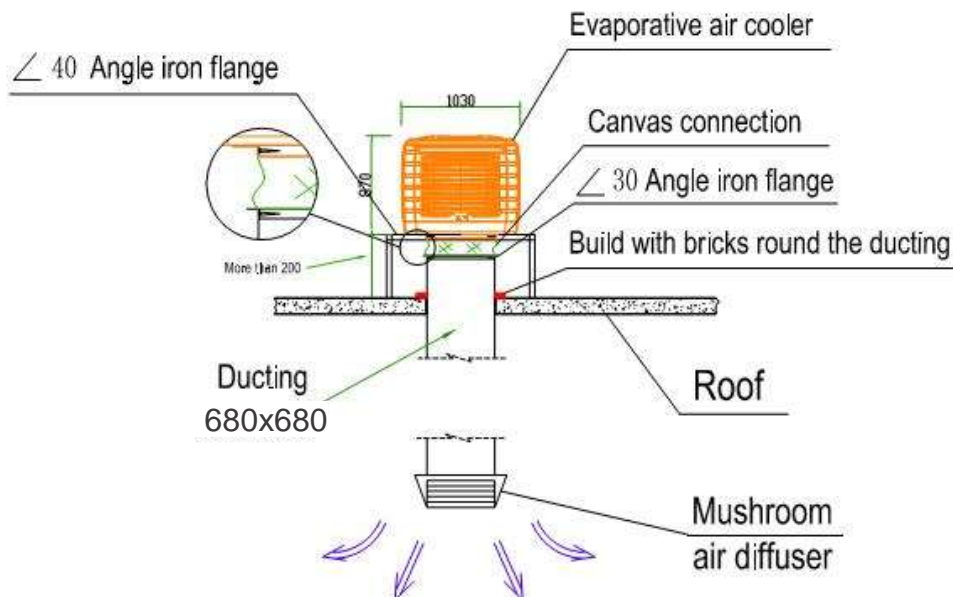 Evaporative air cooler
∠ 40 Angle iron flange
1030
Canvas connection
870
∠ 30 Angle iron flange
Build with bricks round the ducting
More than 200
Ducting
680x680
Roof
Mushroom
air diffuser